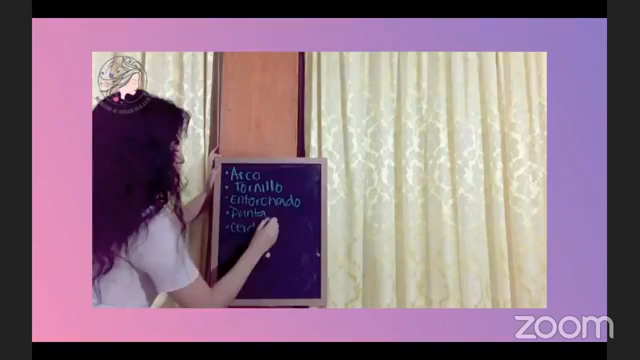 • Arco
• Tornillo
• Entorchado
• Punta
zoom